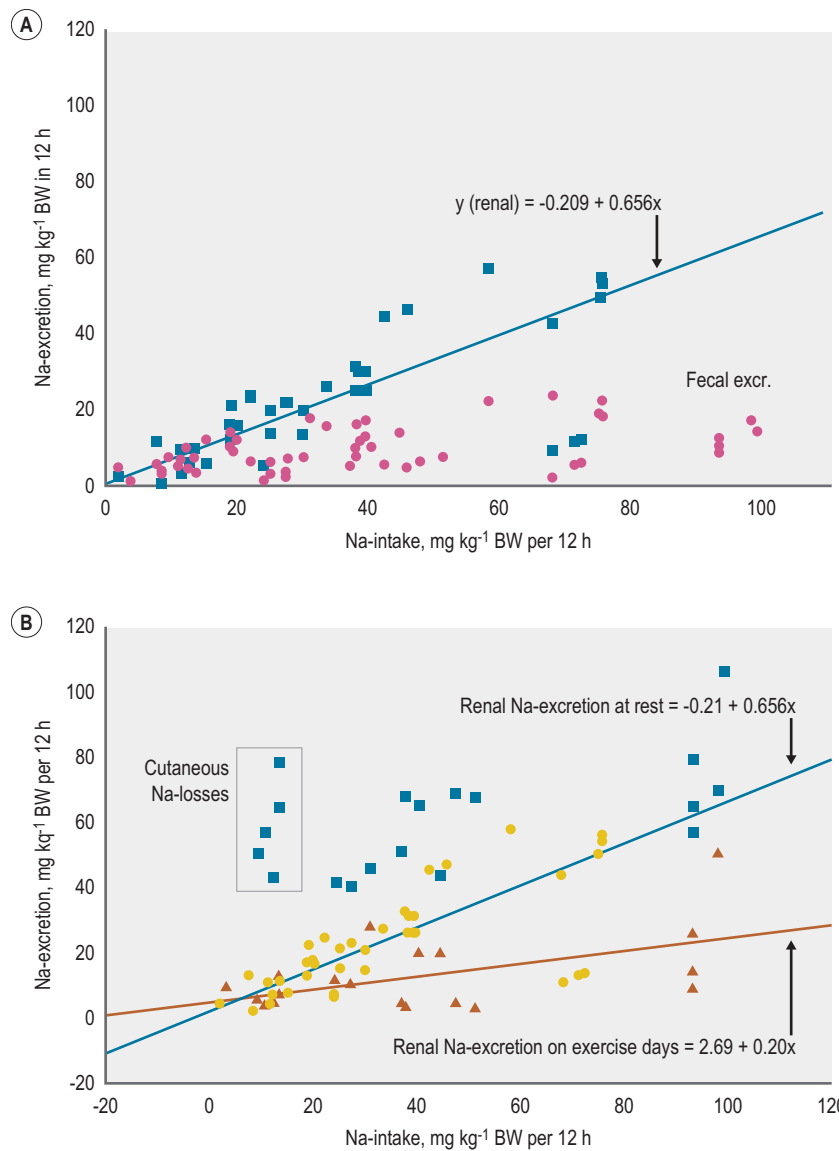 A
120
100
80
60
40
20
0
Na-excretion, mg kg-1 BW in 12 h
y (renal) = -0.209 + 0.656x
Fecal excr.
0 20 40 60 80 100
Na-intake, mg kg-1 BW per 12 h
B
120
100
80
60
40
20
0
-20
Na-excretion, mg kq-1 BW per 12 h
Renal Na-excretion at rest = -0.21 + 0.656x
Cutaneous
Na-losses
Renal Na-excretion on exercise days = 2.69 + 0.20x
-20 0 20 40 60 80 100 120
Na-intake, mg kg-1 BW per 12 h